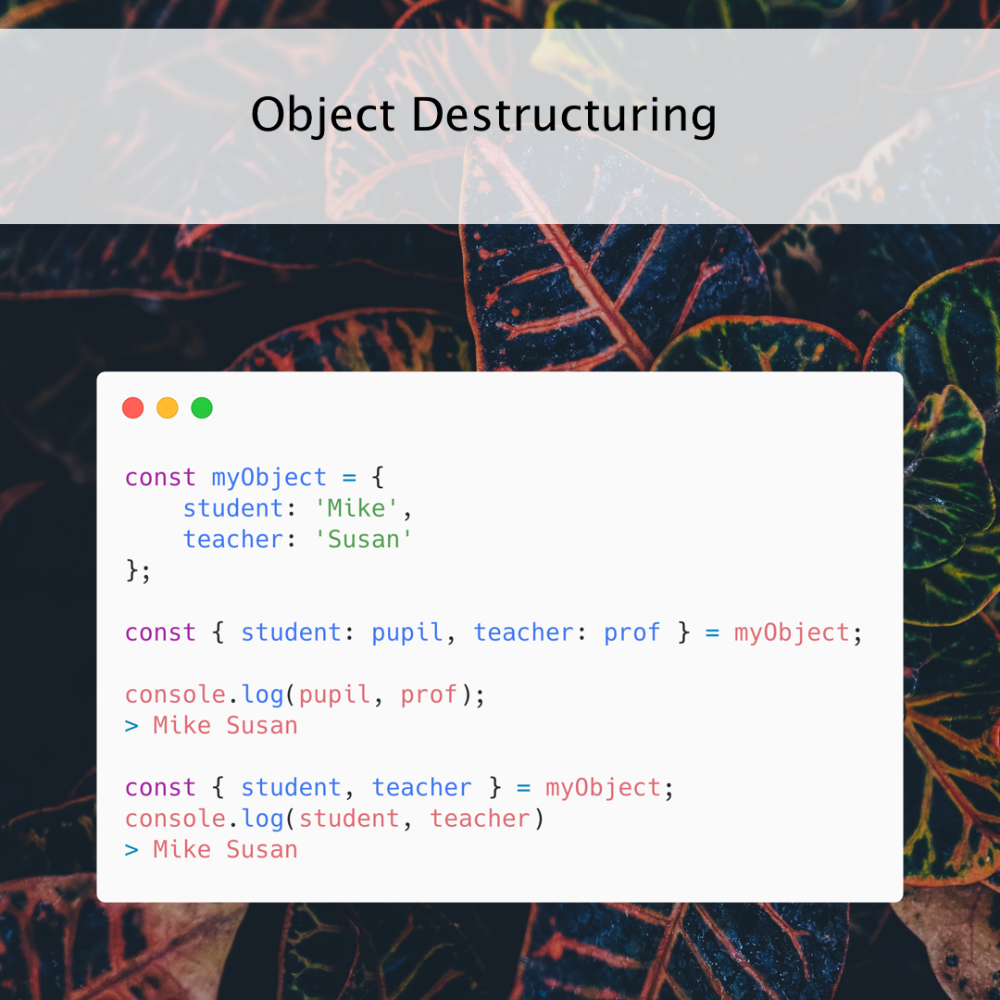 Object Destructuring
const myObject = {
    student: 'Mike',
    teacher: 'Susan'
};
const { student: pupil, teacher: prof } = myObject;
console.log(pupil, prof);
> Mike Susan
const { student, teacher } = myObject;
console.log(student, teacher)
> Mike Susan